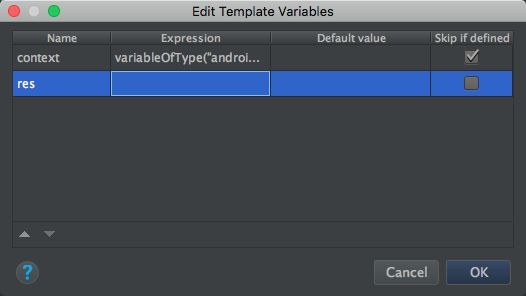 Edit Template Variables
Name Expression Default value Skip if defined
context variableOfType("androi...
res
?
Cancel OK